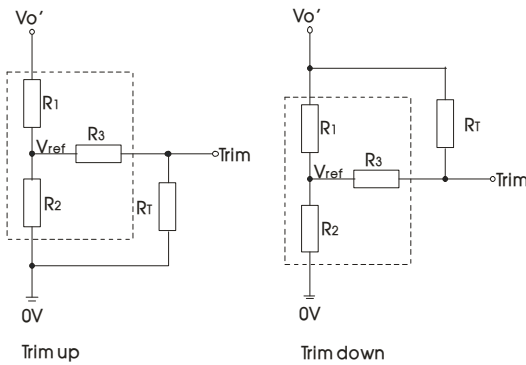 Vo’
R1
Vref
R3
Trim
R2
RT
0V
Trim up
Vo’
R1
RT
Vref
R3
Trim
R2
0V
Trim down